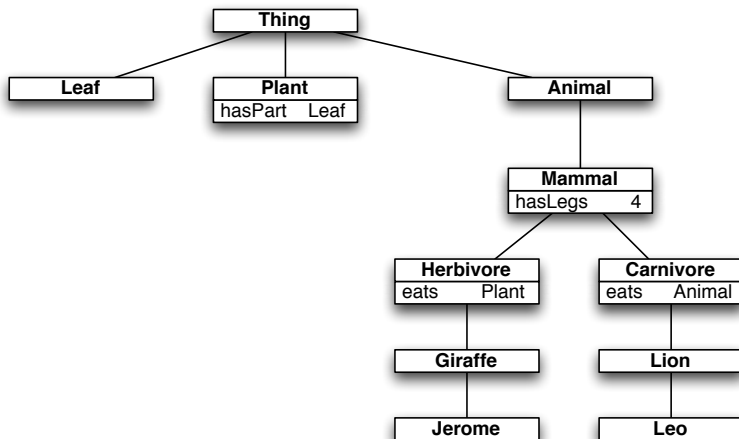 Thing
Leaf
Plant
Animal
hasPart Leaf
Mammal
hasLegs 4
Herbivore
Carnivore
eats Plant
eats Animal
Giraffe
Lion
Jerome
Leo